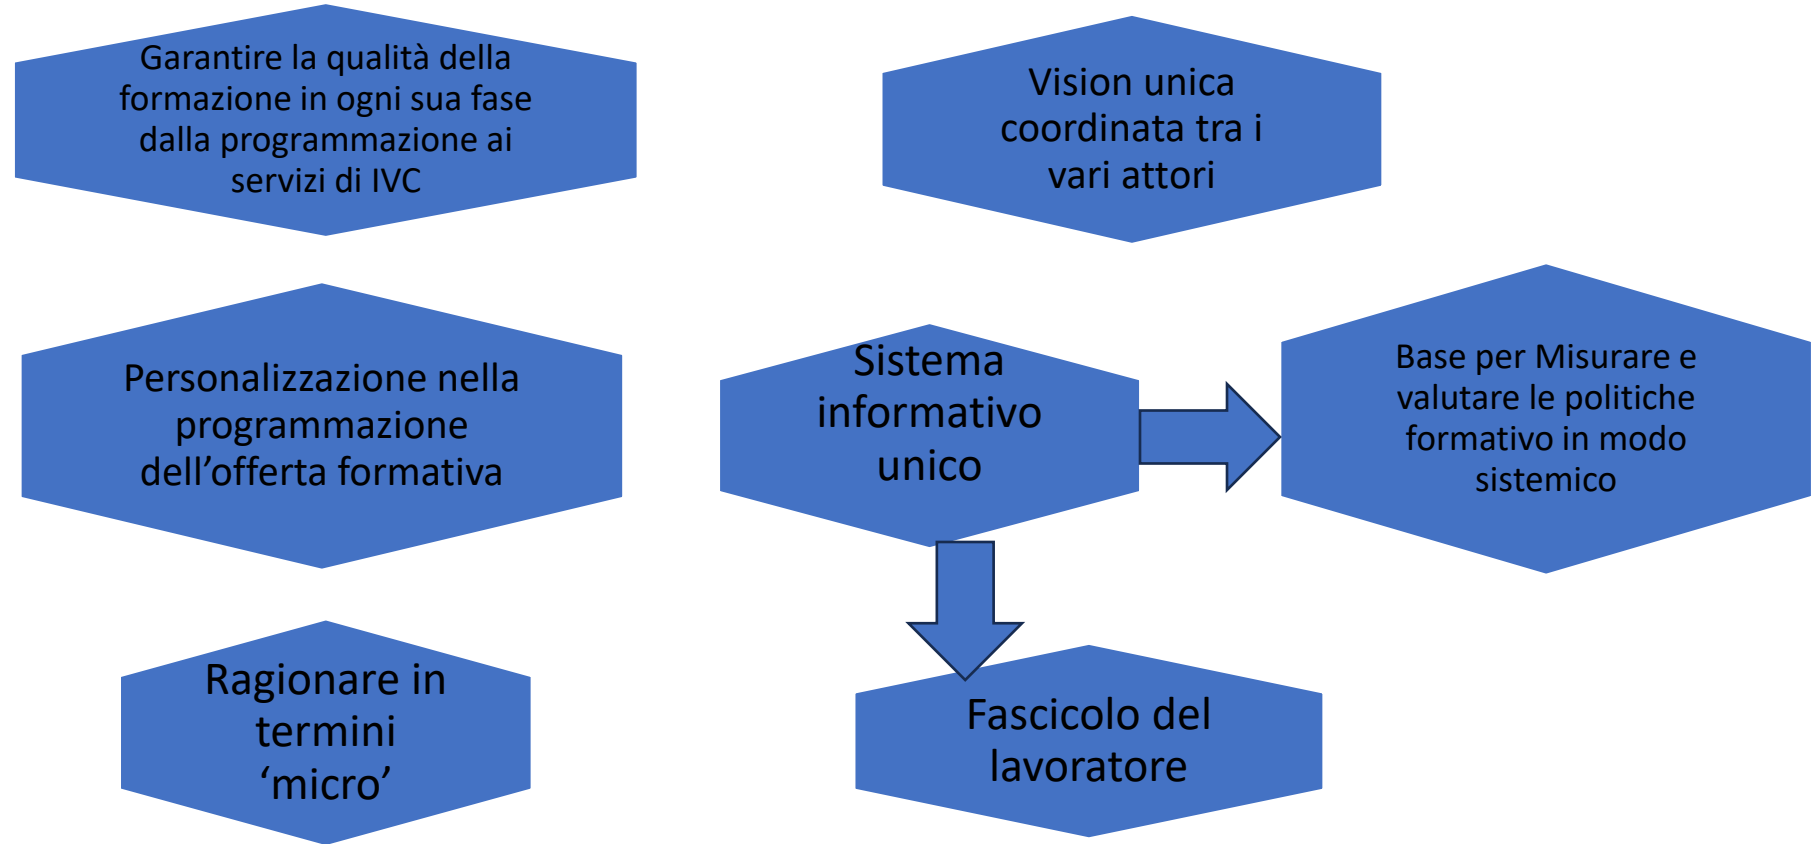 Garantire la qualità della
formazione in ogni sua fase
dalla programmazione ai
servizi di IVC
Vision unica
coordinata tra i
vari attori
Personalizzazione nella
programmazione
dell’offerta formativa
Sistema
informativo
unico
Base per Misurare e
valutare le politiche
formativo in modo
sistemico
Ragionare in
termini
‘micro’
Fascicolo del
lavoratore